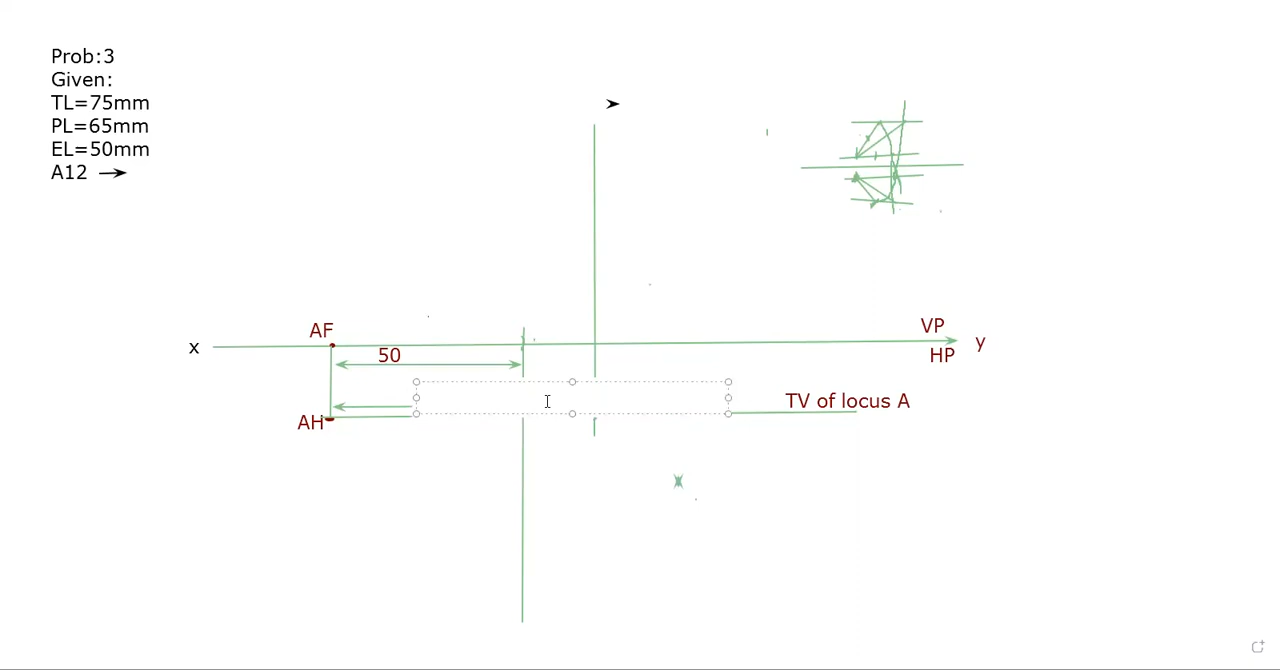 Prob:3
Given:
TL=75mm
PL=65mm
EL=50mm
A12 →
AF
VP
x
y
50
HP
TV of locus A
AH